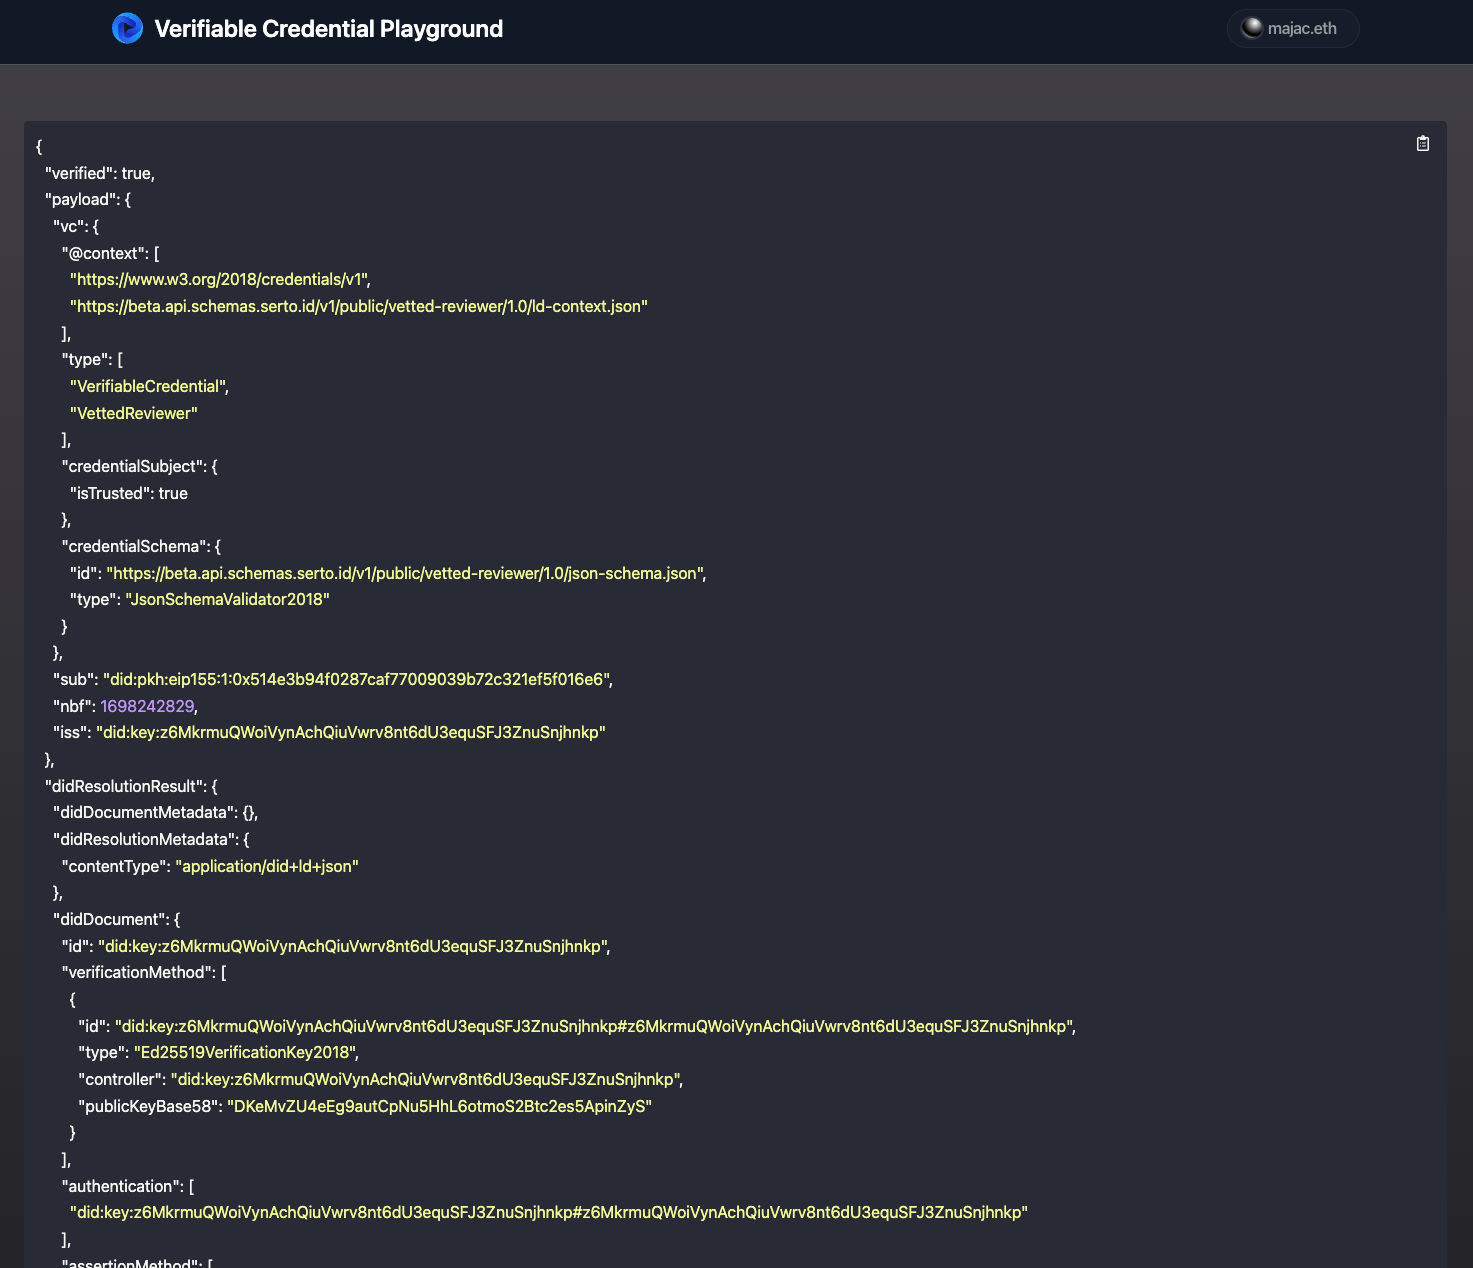 Verifiable Credential Playground
majac.eth
{
"verified": true,
"payload": {
"vc": {
"@context": [
"https://www.w3.org/2018/credentials/v1",
"https://beta.api.schemas.serto.id/v1/public/vetted-reviewer/1.0/ld-context.json"
],
"type": [
"VerifiableCredential",
"VettedReviewer"
],
"credentialSubject": {
"isTrusted": true
},
"credentialSchema": {
"id": "https://beta.api.schemas.serto.id/v1/public/vetted-reviewer/1.0/json-schema.json",
"type": "JsonSchemaValidator2018"
}
},
"sub": "did:pkh:eip155:1:0x514e3b94f0287caf77009039b72c321ef5f016e6",
"nbf": 1698242829,
"iss": "did:key:z6MkrmuQWoiVynAchQiuVwrv8nt6dU3equSFJ3ZnuSnjhnkp"
},
"didResolutionResult": {
"didDocumentMetadata": {},
"didResolutionMetadata": {
"contentType": "application/did+ld+json"
},
"didDocument": {
"id": "did:key:z6MkrmuQWoiVynAchQiuVwrv8nt6dU3equSFJ3ZnuSnjhnkp",
"verificationMethod": [
{
"id": "did:key:z6MkrmuQWoiVynAchQiuVwrv8nt6dU3equSFJ3ZnuSnjhnkp#z6MkrmuQWoiVynAchQiuVwrv8nt6dU3equSFJ3ZnuSnjhnkp",
"type": "Ed25519VerificationKey2018",
"controller": "did:key:z6MkrmuQWoiVynAchQiuVwrv8nt6dU3equSFJ3ZnuSnjhnkp",
"publicKeyBase58": "DKeMvZU4eEg9autCpNu5HhL6otmoS2Btc2es5ApinZyS"
}
],
"authentication": [
"did:key:z6MkrmuQWoiVynAchQiuVwrv8nt6dU3equSFJ3ZnuSnjhnkp#z6MkrmuQWoiVynAchQiuVwrv8nt6dU3equSFJ3ZnuSnjhnkp"
],
"assertionMethod": [